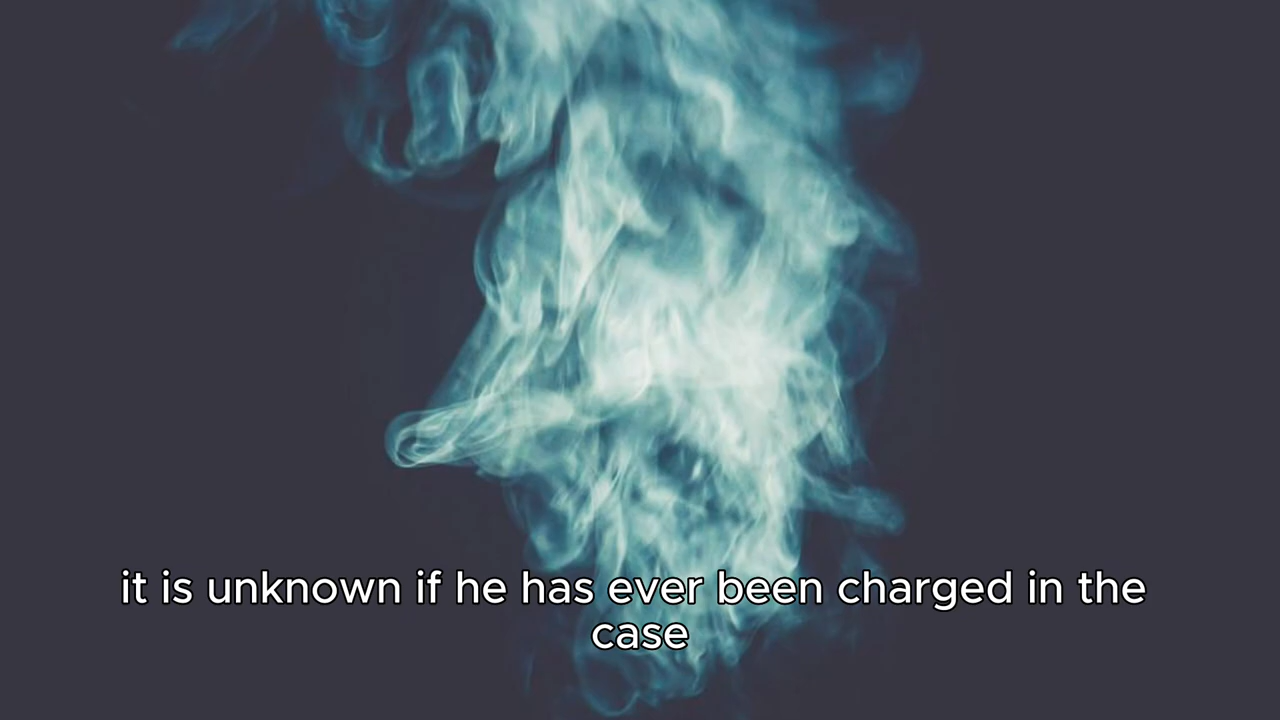 it is unknown if he has ever been charged in the
case